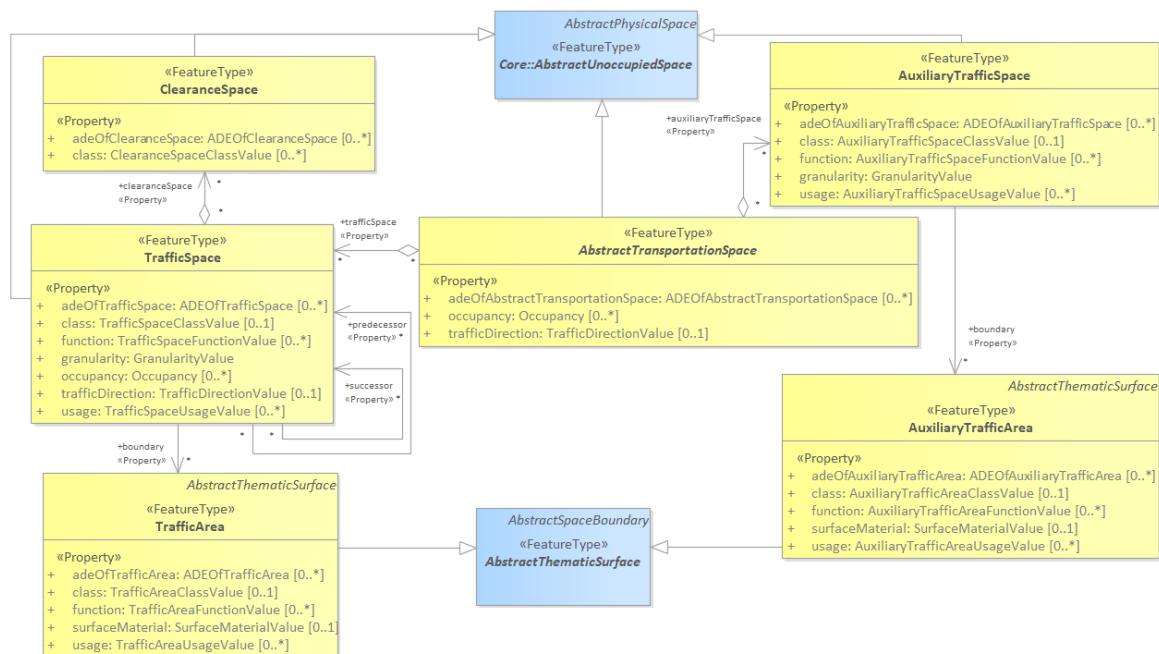 AbstractPhysicalSpace
«FeatureType»
Core::AbstractUnoccupiedSpace
«FeatureType»
ClearanceSpace
«Property»
+ adeOfClearanceSpace: ADEOfClearanceSpace [0..*]
+ class: ClearanceSpaceClassValue [0..*]
«FeatureType»
AuxiliaryTrafficSpace
«Property»
+ adeOfAuxiliaryTrafficSpace: ADEOfAuxiliaryTrafficSpace [0..*]
+ class: AuxiliaryTrafficSpaceClassValue [0..1]
+ function: AuxiliaryTrafficSpaceFunctionValue [0..*]
+ granularity: GranularityValue
+ usage: AuxiliaryTrafficSpaceUsageValue [0..*]
+auxiliaryTrafficSpace
«Property»
*
*
+clearanceSpace
«Property»
*
*
+trafficSpace
«Property»
*
*
«FeatureType»
TrafficSpace
«Property»
+ adeOfTrafficSpace: ADEOfTrafficSpace [0..*]
+ class: TrafficSpaceClassValue [0..1]
+ function: TrafficSpaceFunctionValue [0..*]
+ granularity: GranularityValue
+ occupancy: Occupancy [0..*]
+ trafficDirection: TrafficDirectionValue [0..1]
+ usage: TrafficSpaceUsageValue [0..*]
«FeatureType»
AbstractTransportationSpace
«Property»
+ adeOfAbstractTransportationSpace: ADEOfAbstractTransportationSpace [0..*]
+ occupancy: Occupancy [0..*]
+ trafficDirection: TrafficDirectionValue [0..1]
+predecessor
«Property» *
+successor
«Property» *
*
*
+boundary
«Property»
*
+boundary
«Property»
*
AbstractThematicSurface
«FeatureType»
AuxiliaryTrafficArea
«Property»
+ adeOfAuxiliaryTrafficArea: ADEOfAuxiliaryTrafficArea [0..*]
+ class: AuxiliaryTrafficAreaClassValue [0..1]
+ function: AuxiliaryTrafficAreaFunctionValue [0..*]
+ surfaceMaterial: SurfaceMaterialValue [0..1]
+ usage: AuxiliaryTrafficAreaUsageValue [0..*]
AbstractThematicSurface
«FeatureType»
TrafficArea
«Property»
+ adeOfTrafficArea: ADEOfTrafficArea [0..*]
+ class: TrafficAreaClassValue [0..1]
+ function: TrafficAreaFunctionValue [0..*]
+ surfaceMaterial: SurfaceMaterialValue [0..1]
+ usage: TrafficAreaUsageValue [0..*]
AbstractSpaceBoundary
«FeatureType»
AbstractThematicSurface